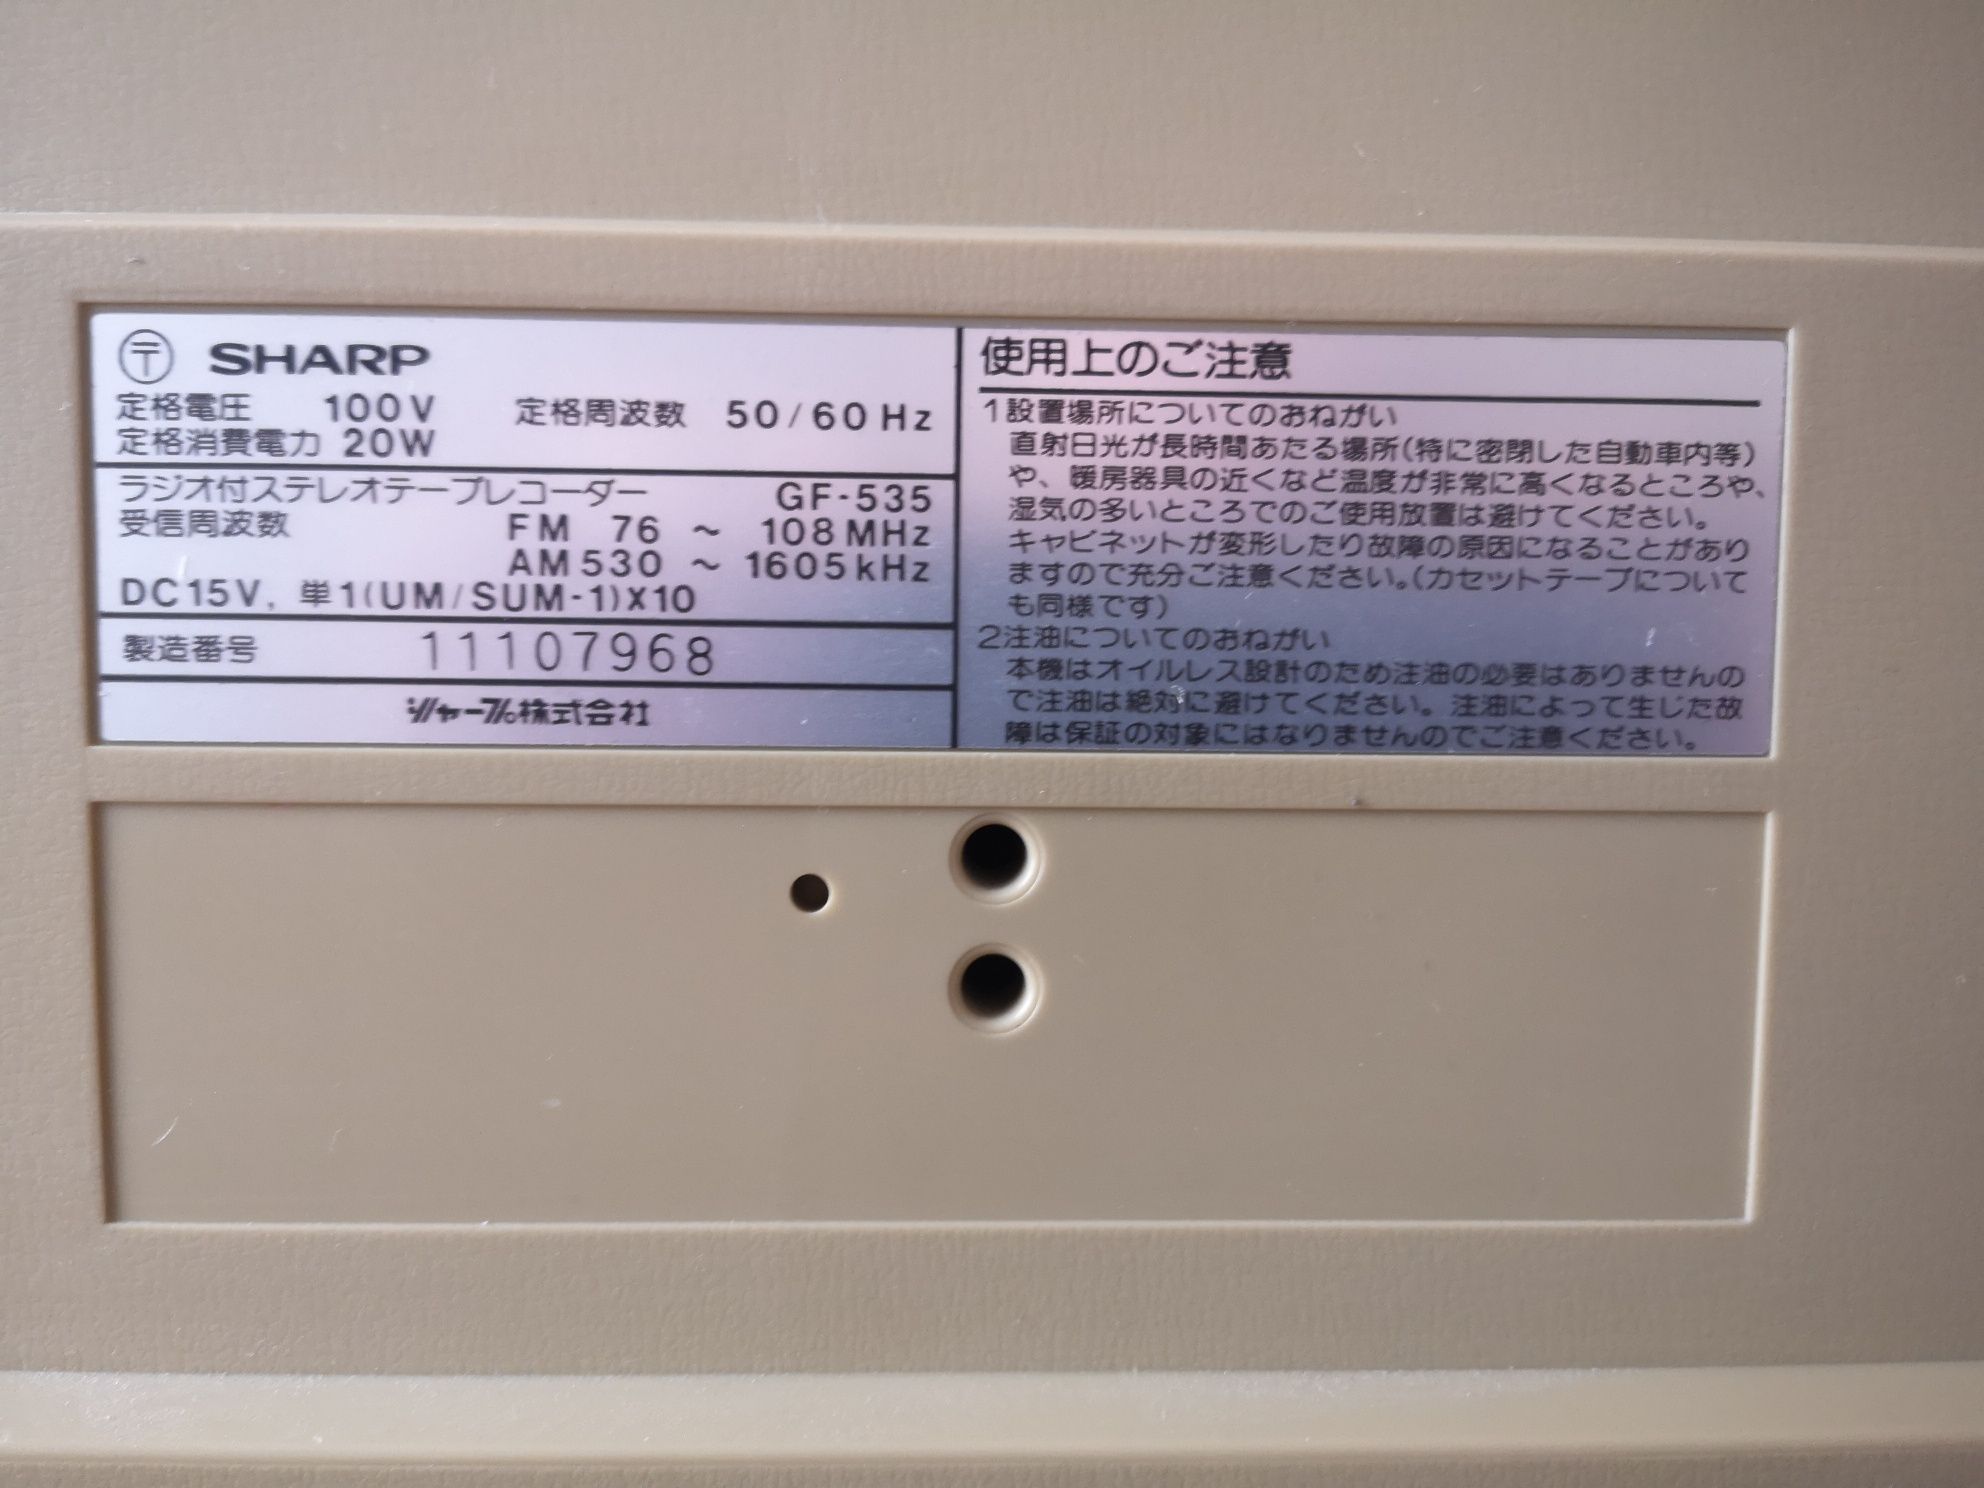 〒 SHARP
定格電圧 100V 定格周波数 50/60Hz
定格消費電力 20W
ラジオ付ステレオテープレコーダー GF-535
受信周波数 FM 76 ~ 108MHz
AM530 ~ 1605kHz
DC15V, 単1(UM/SUM-1)X10
製造番号 11107968
シャープ株式会社
使用上のご注意
1設置場所についてのおねがい
直射日光が長時間あたる場所(特に密閉した自動車内等)
や、暖房器具の近くなど温度が非常に高くなるところや、
湿気の多いところでのご使用放置は避けてください。
キャビネットが変形したり故障の原因になることがあり
ますので充分ご注意ください。(カセットテープについて
も同様です)
2注油についてのおねがい
本機はオイルレス設計のため注油の必要はありませんの
で注油は絶対に避けてください。注油によって生じた故
障は保証の対象にはなりませんのでご注意ください。